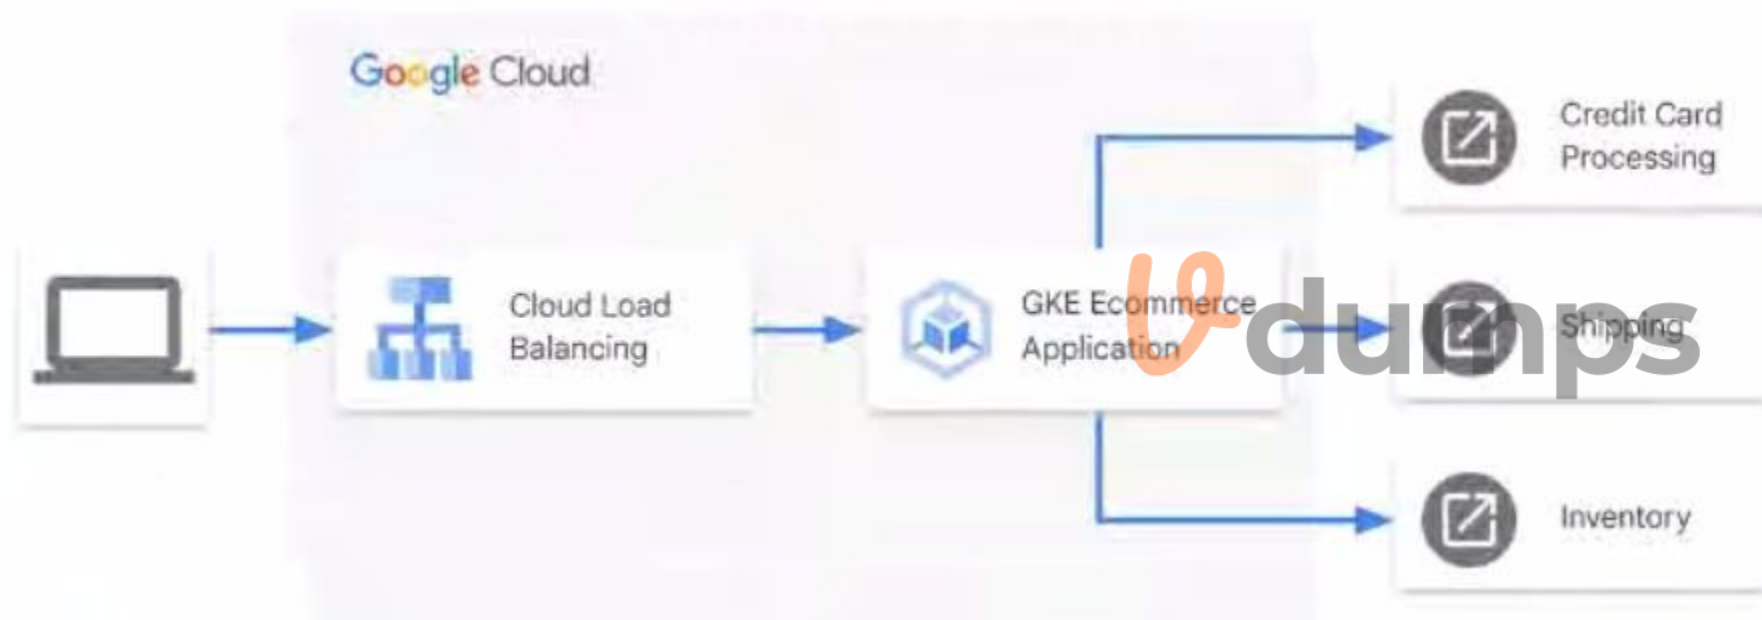 Google Cloud
Credit Card
Processing
Cloud Load
Balancing
GKE Ecommerce
Application
dumps
Shipping
Inventory